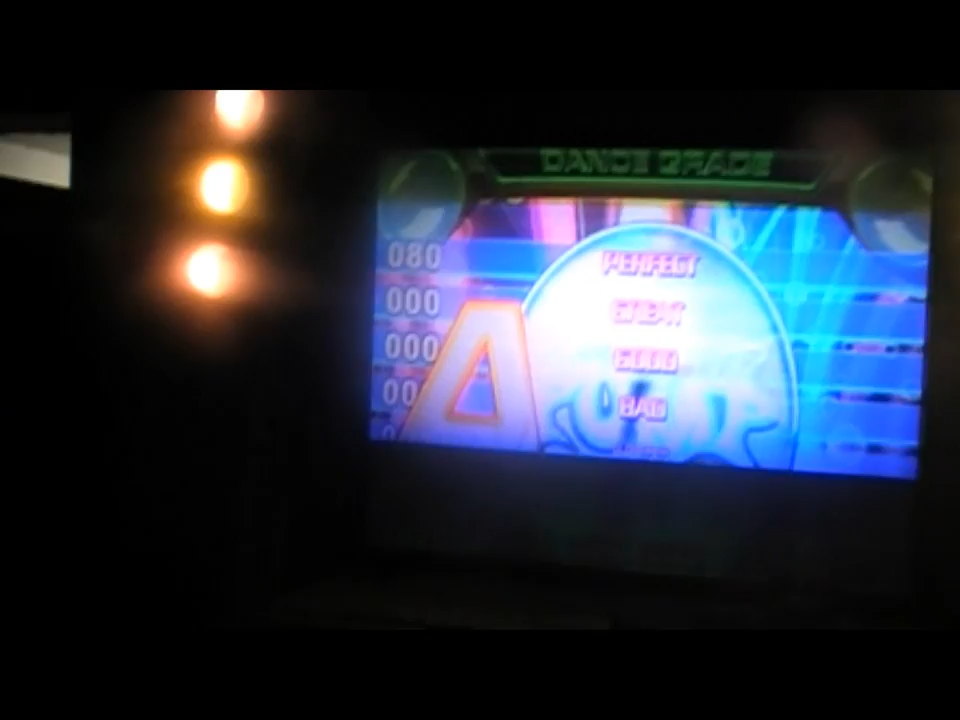 DANCE GRADE
080 PERFECT
000 GREAT
000 GOOD
BAD
A